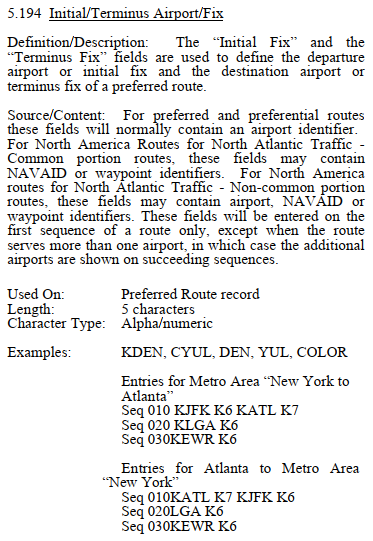 5.194 Initial/Terminus Airport/Fix
Definition/Description: The “Initial Fix” and the
“Terminus Fix” fields are used to define the departure
airport or initial fix and the destination airport or
terminus fix of a preferred route.
Source/Content: For preferred and preferential routes
these fields will normally contain an airport identifier.
For North America Routes for North Atlantic Traffic -
Common portion routes, these fields may contain
NAVAID or waypoint identifiers. For North America
routes for North Atlantic Traffic - Non-common portion
routes, these fields may contain airport, NAVAID or
waypoint identifiers. These fields will be entered on the
first sequence of a route only, except when the route
serves more than one airport, in which case the additional
airports are shown on succeeding sequences.
Used On: Preferred Route record
Length: 5 characters
Character Type: Alpha/numeric
Examples: KDEN, CYUL, DEN, YUL, COLOR
Entries for Metro Area “New York to
Atlanta”
Seq 010 KJFK K6 KATL K7
Seq 020 KLGA K6
Seq 030KEWR K6
Entries for Atlanta to Metro Area
“New York”
Seq 010KATL K7 KJFK K6
Seq 020LGA K6
Seq 030KEWR K6